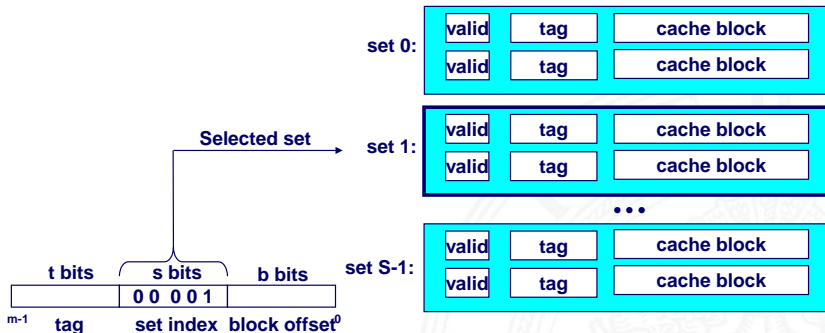 valid tag cache block
set 0:
valid tag cache block
Selected set
valid tag cache block
set 1:
valid tag cache block
•••
valid tag cache block
set S-1:
valid tag cache block
t bits s bits b bits
0 0 0 0 1
m-1 tag set index block offset 0